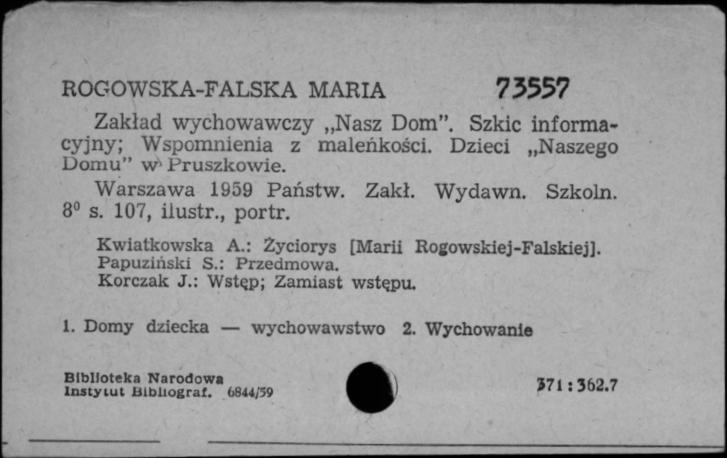 ROGOWSKA-FALSKA MARIA 73557
Zakład wychowawczy „Nasz Dom”. Szkic informa-
cyjny; Wspomnienia z maleńkości. Dzieci „Naszego
Domu” w Pruszkowie.
Warszawa 1959 Państw. Zakł. Wydawn. Szkoln.
8⁰ s. 107, ilustr., portr.
Kwiatkowska A.: Życiorys [Marii Rogowskiej-Falskiej].
Papuziński S.: Przedmowa.
Korczak J.: Wstęp; Zamiast wstępu.
1. Domy dziecka — wychowawstwo 2. Wychowanie
Biblioteka Narodowa
Instytut Bibliograf. 6844/59 371:362.7